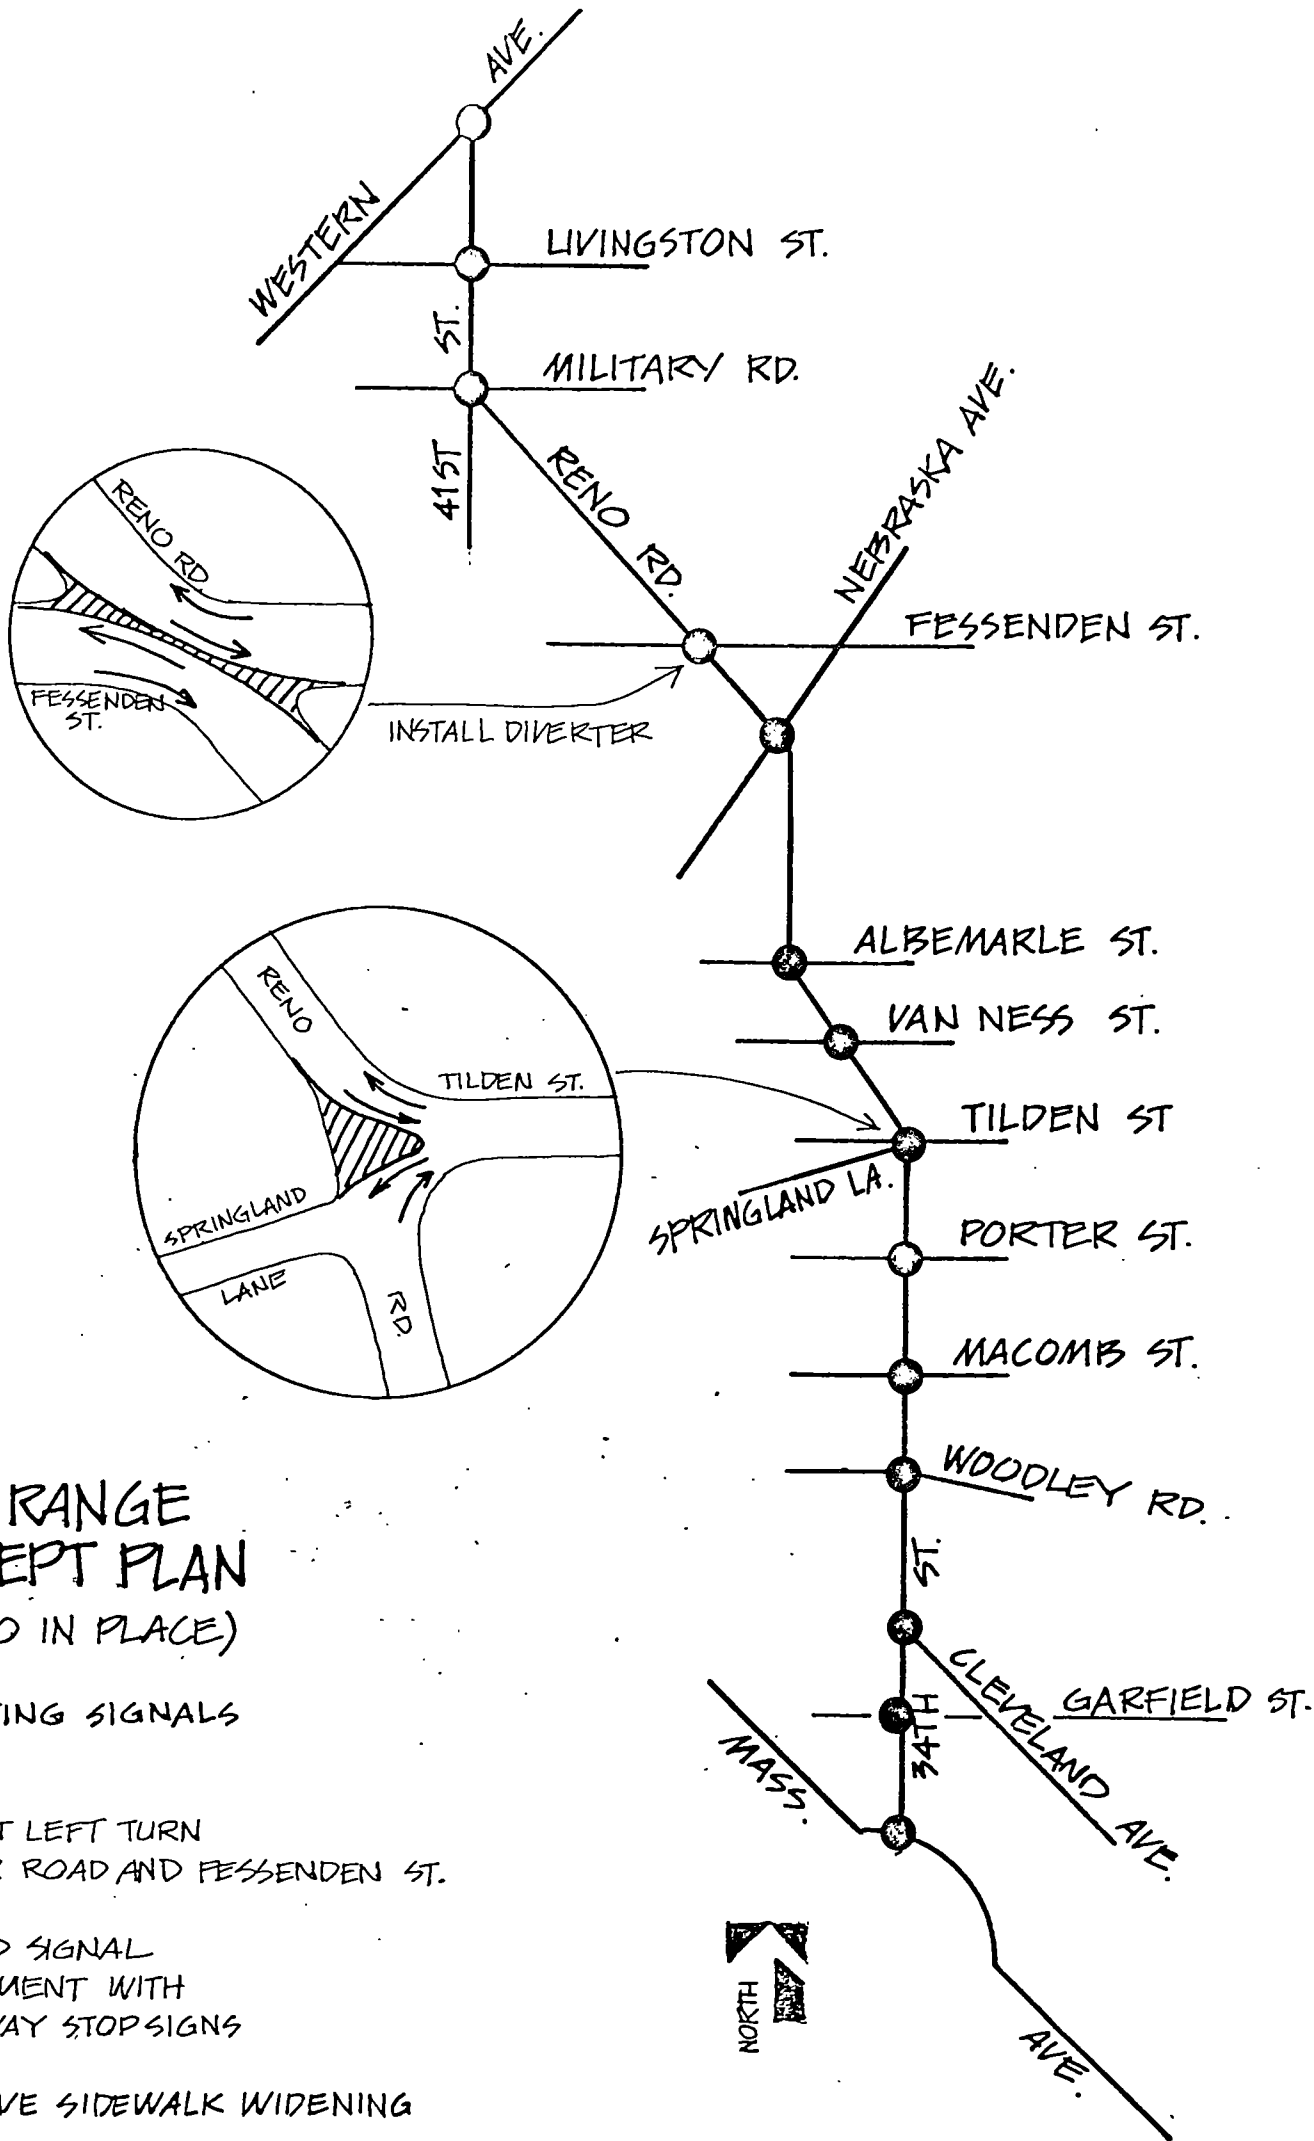 AVE.
WESTERN
LIVINGSTON ST.
ST.
MILITARY RD.
41ST
RENO RD.
NEBRASKA AVE.
FESSENDEN ST.
RENO RD
FESSENDEN
ST.
INSTALL DIVERTER
ALBEMARLE ST.
VAN NESS ST.
TILDEN ST
SPRINGLAND LA.
RENO
TILDEN ST.
SPRINGLAND
LANE
RD.
PORTER ST.
MACOMB ST.
WOODLEY RD.
ST.
34TH
CLEVELAND AVE.
GARFIELD ST.
MASS.
AVE.
NORTH
RANGE
EPT PLAN
IN PLACE)
TING SIGNALS
T LEFT TURN
ROAD AND FESSENDEN ST.
D SIGNAL
MENT WITH
WAY STOP SIGNS
VE SIDEWALK WIDENING